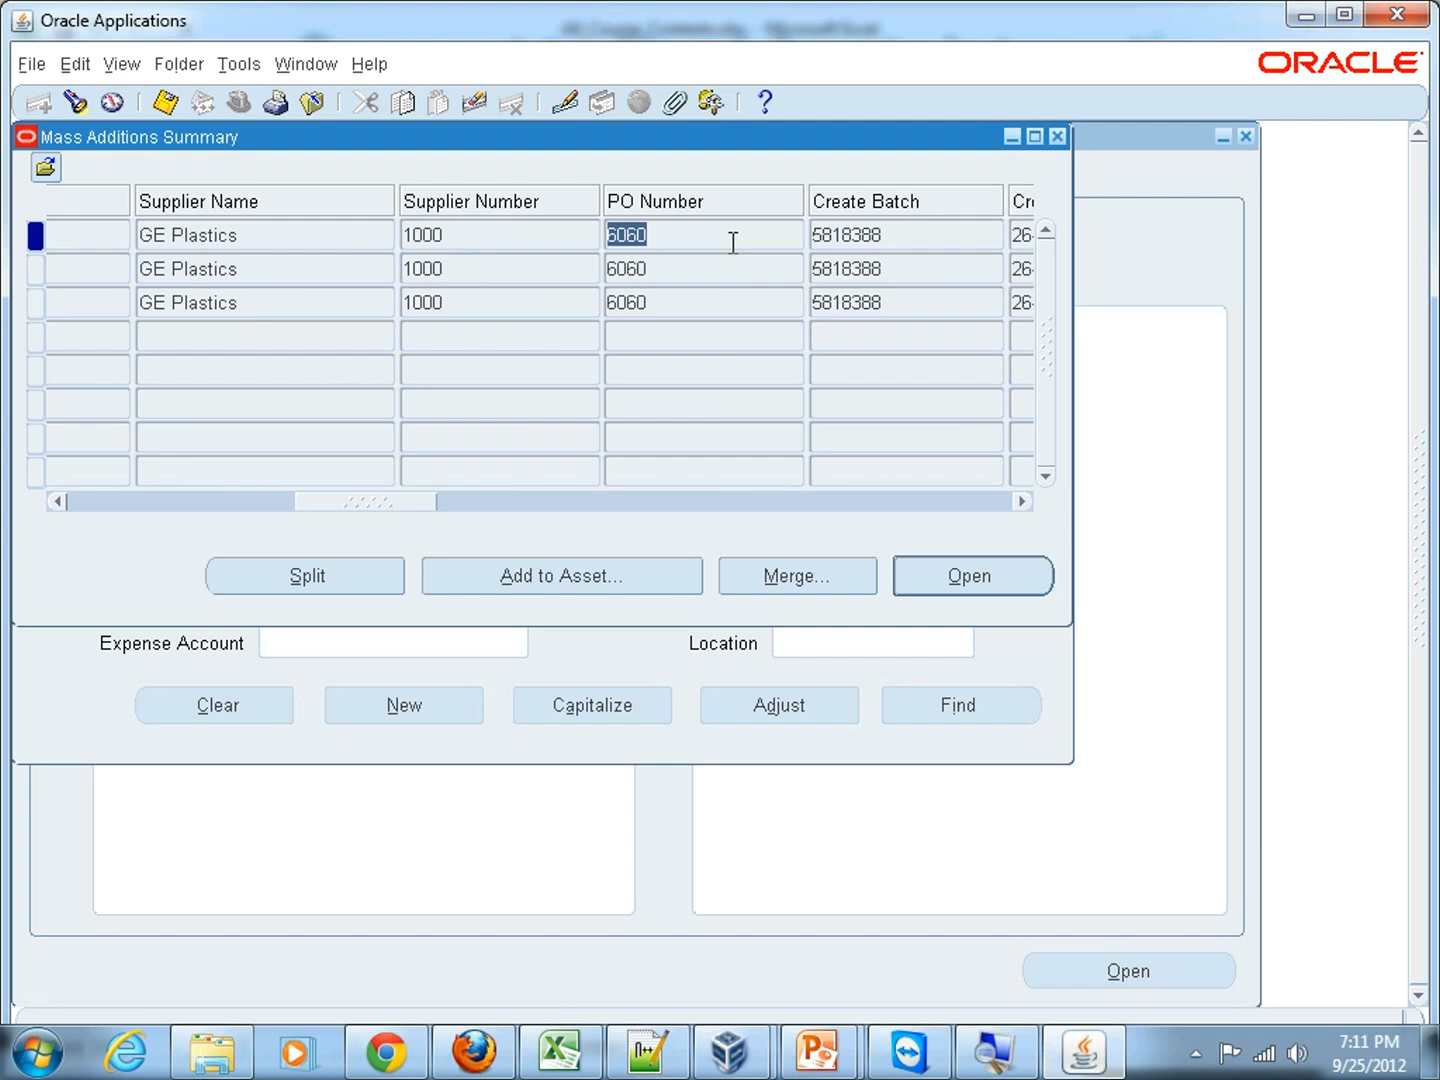 Oracle Applications
File Edit View Folder Tools Window Help
ORACLE
Mass Additions Summary
Supplier Name Supplier Number PO Number Create Batch
GE Plastics 1000 6060 5818388 26-
GE Plastics 1000 6060 5818388 26-
GE Plastics 1000 6060 5818388 26-
Split Add to Asset... Merge... Open
Expense Account Location
Clear New Capitalize Adjust Find
Open
7:11 PM
9/25/2012